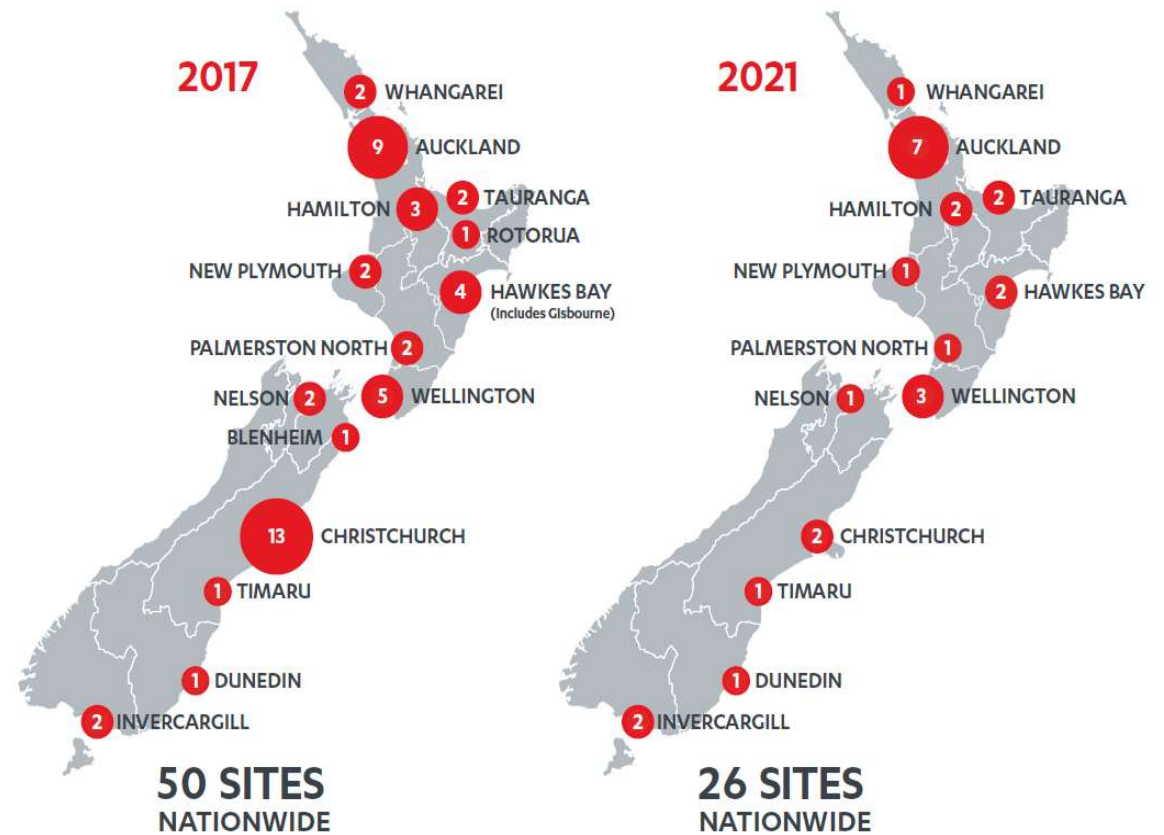 2017
2 WHANGAREI
9 AUCKLAND
2 TAURANGA
HAMILTON 3
1 ROTORUA
NEW PLYMOUTH 2
4 HAWKES BAY
(Includes Gisbourne)
PALMERSTON NORTH 2
NELSON 2
5 WELLINGTON
BLENHEIM 1
13 CHRISTCHURCH
1 TIMARU
1 DUNEDIN
2 INVERCARGILL
50 SITES
NATIONWIDE
2021
1 WHANGAREI
7 AUCKLAND
2 TAURANGA
HAMILTON 2
NEW PLYMOUTH 1
2 HAWKES BAY
PALMERSTON NORTH 1
NELSON 1
3 WELLINGTON
2 CHRISTCHURCH
1 TIMARU
1 DUNEDIN
2 INVERCARGILL
26 SITES
NATIONWIDE